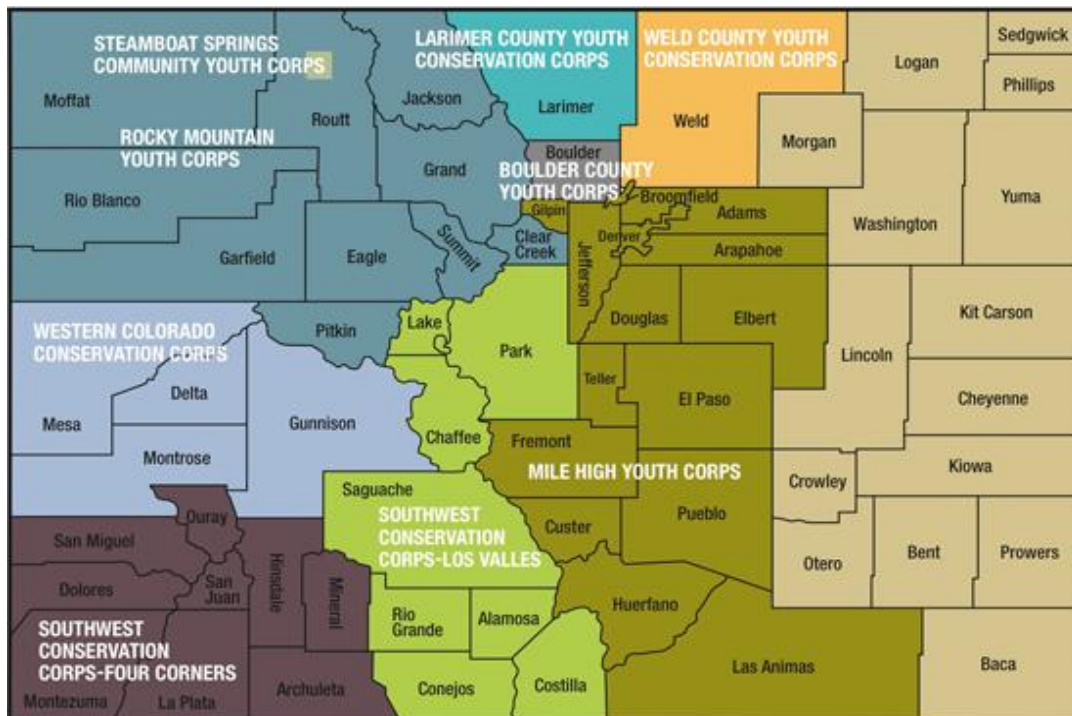 STEAMBOAT SPRINGS
COMMUNITY YOUTH CORPS
LARIMER COUNTY YOUTH
CONSERVATION CORPS
WELD COUNTY YOUTH
CONSERVATION CORPS
Sedgwick
Logan
Phillips
Moffat
Jackson
Larimer
Routt
Weld
Morgan
ROCKY MOUNTAIN
YOUTH CORPS
Grand
Boulder
BOULDER COUNTY
YOUTH CORPS
Rio Blanco
Broomfield
Gilpin
Adams
Washington
Yuma
Garfield
Eagle
Summit
Clear
Creek
Jefferson
Denver
Arapahoe
WESTERN COLORADO
CONSERVATION CORPS
Pitkin
Lake
Park
Douglas
Elbert
Kit Carson
Lincoln
Delta
Teller
El Paso
Cheyenne
Mesa
Gunnison
Chaffee
Fremont
Montrose
MILE HIGH YOUTH CORPS
Kiowa
Crowley
Saguache
Ouray
SOUTHWEST
CONSERVATION
CORPS-LOS VALLES
Custer
Pueblo
San Miguel
Hinsdale
Otero
Bent
Prowers
Dolores
San
Juan
Mineral
Rio
Grande
Alamosa
Huerfano
SOUTHWEST
CONSERVATION
CORPS-FOUR CORNERS
Las Animas
Baca
Montezuma
La Plata
Archuleta
Conejos
Costilla